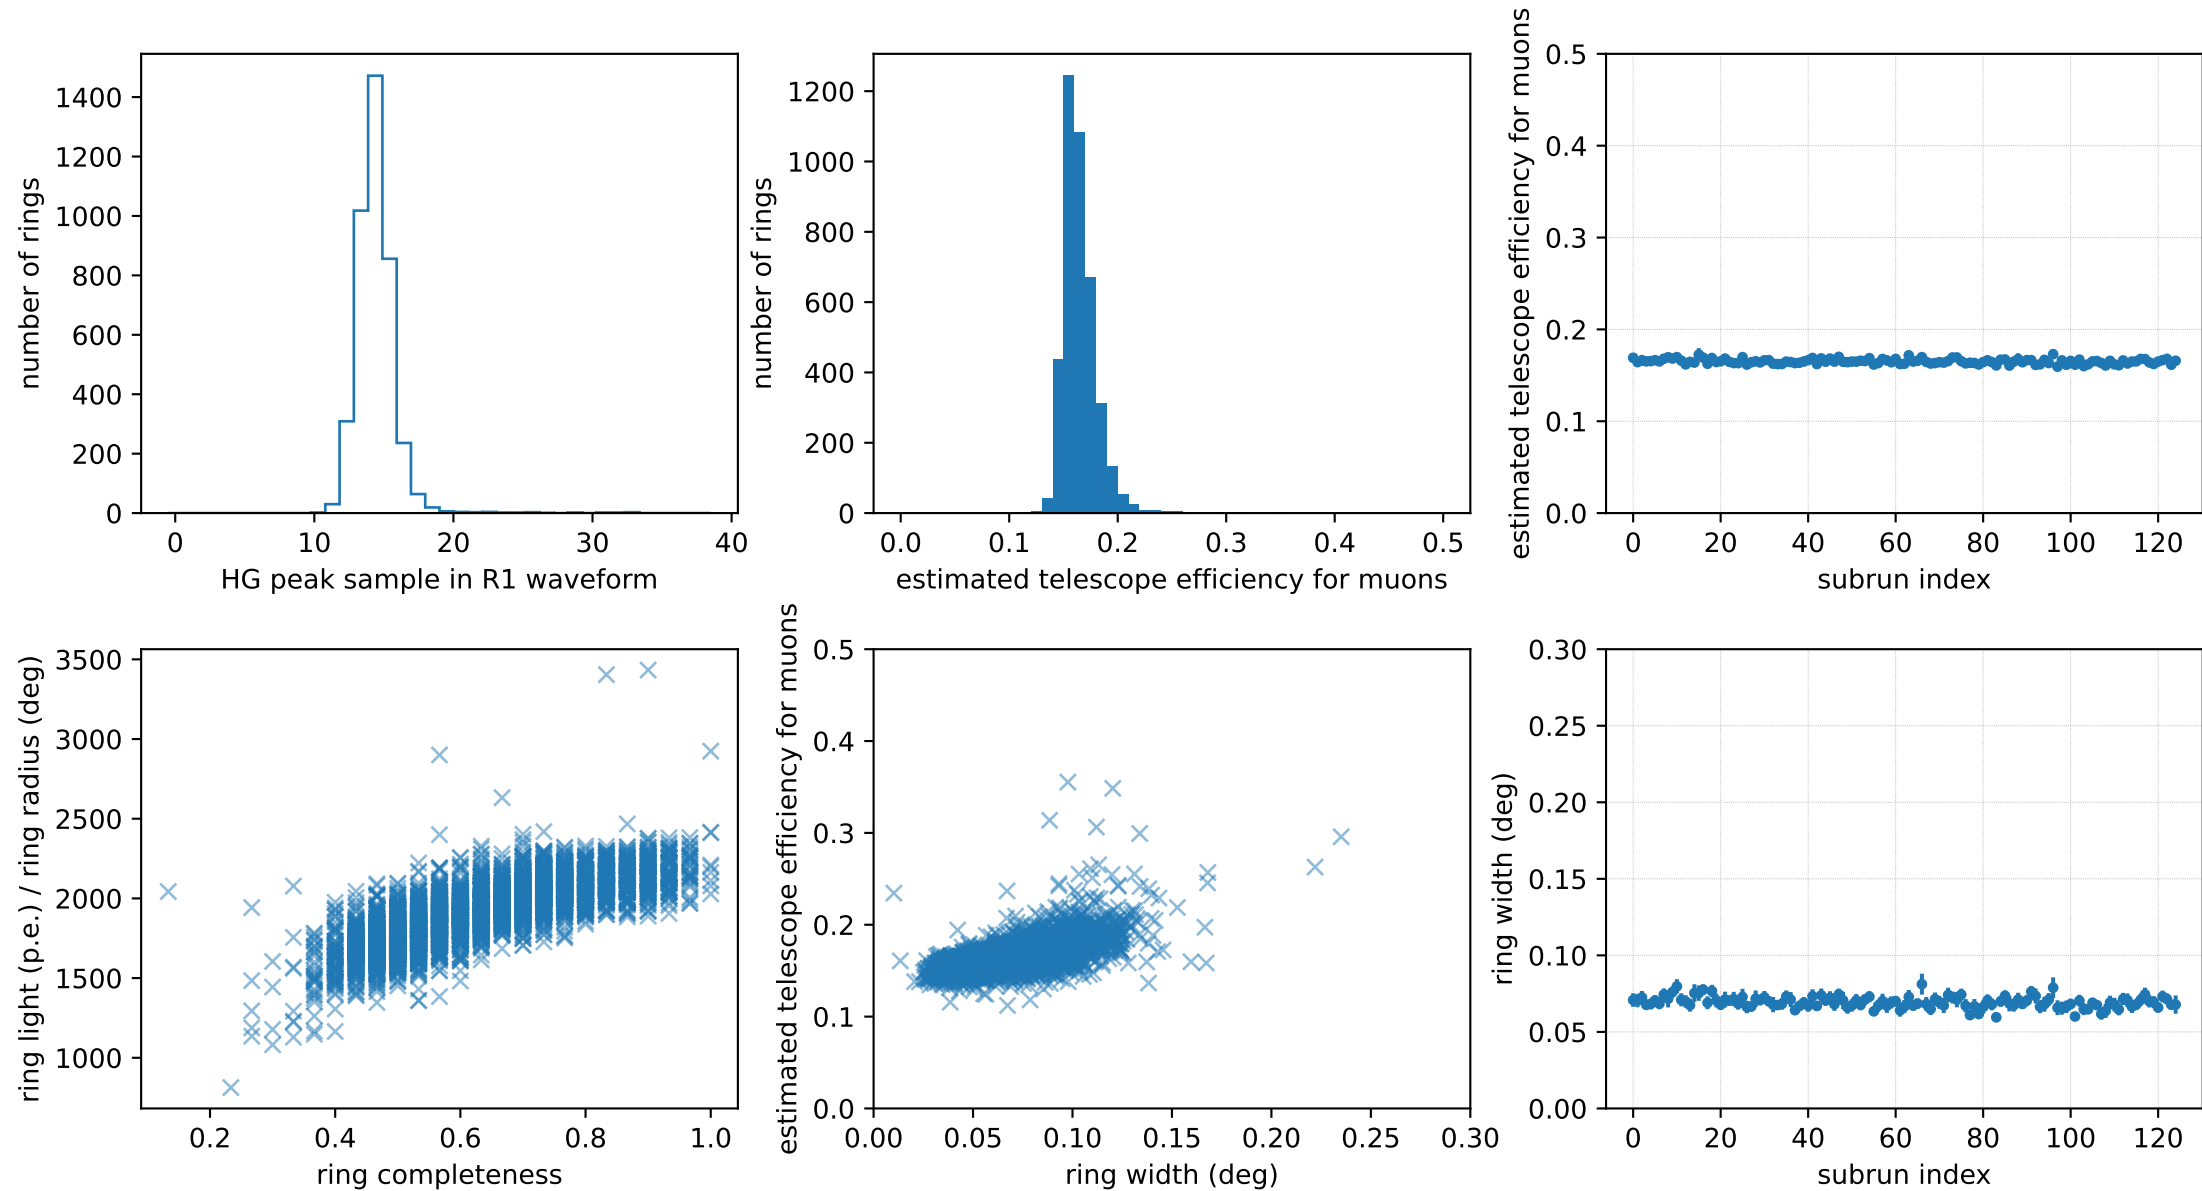 number of rings
1400
1200
1000
800
600
400
200
0
0 10 20 30 40
HG peak sample in R1 waveform
number of rings
1200
1000
800
600
400
200
0
0.0 0.1 0.2 0.3 0.4 0.5
estimated telescope efficiency for muons
estimated telescope efficiency for muons
0.5
0.4
0.3
0.2
0.1
0.0
0 20 40 60 80 100 120
subrun index
ring light (p.e.) / ring radius (deg)
3500
3000
2500
2000
1500
1000
0.2 0.4 0.6 0.8 1.0
ring completeness
estimated telescope efficiency for muons
0.5
0.4
0.3
0.2
0.1
0.0
0.00 0.05 0.10 0.15 0.20 0.25 0.30
ring width (deg)
ring width (deg)
0.30
0.25
0.20
0.15
0.10
0.05
0.00
0 20 40 60 80 100 120
subrun index